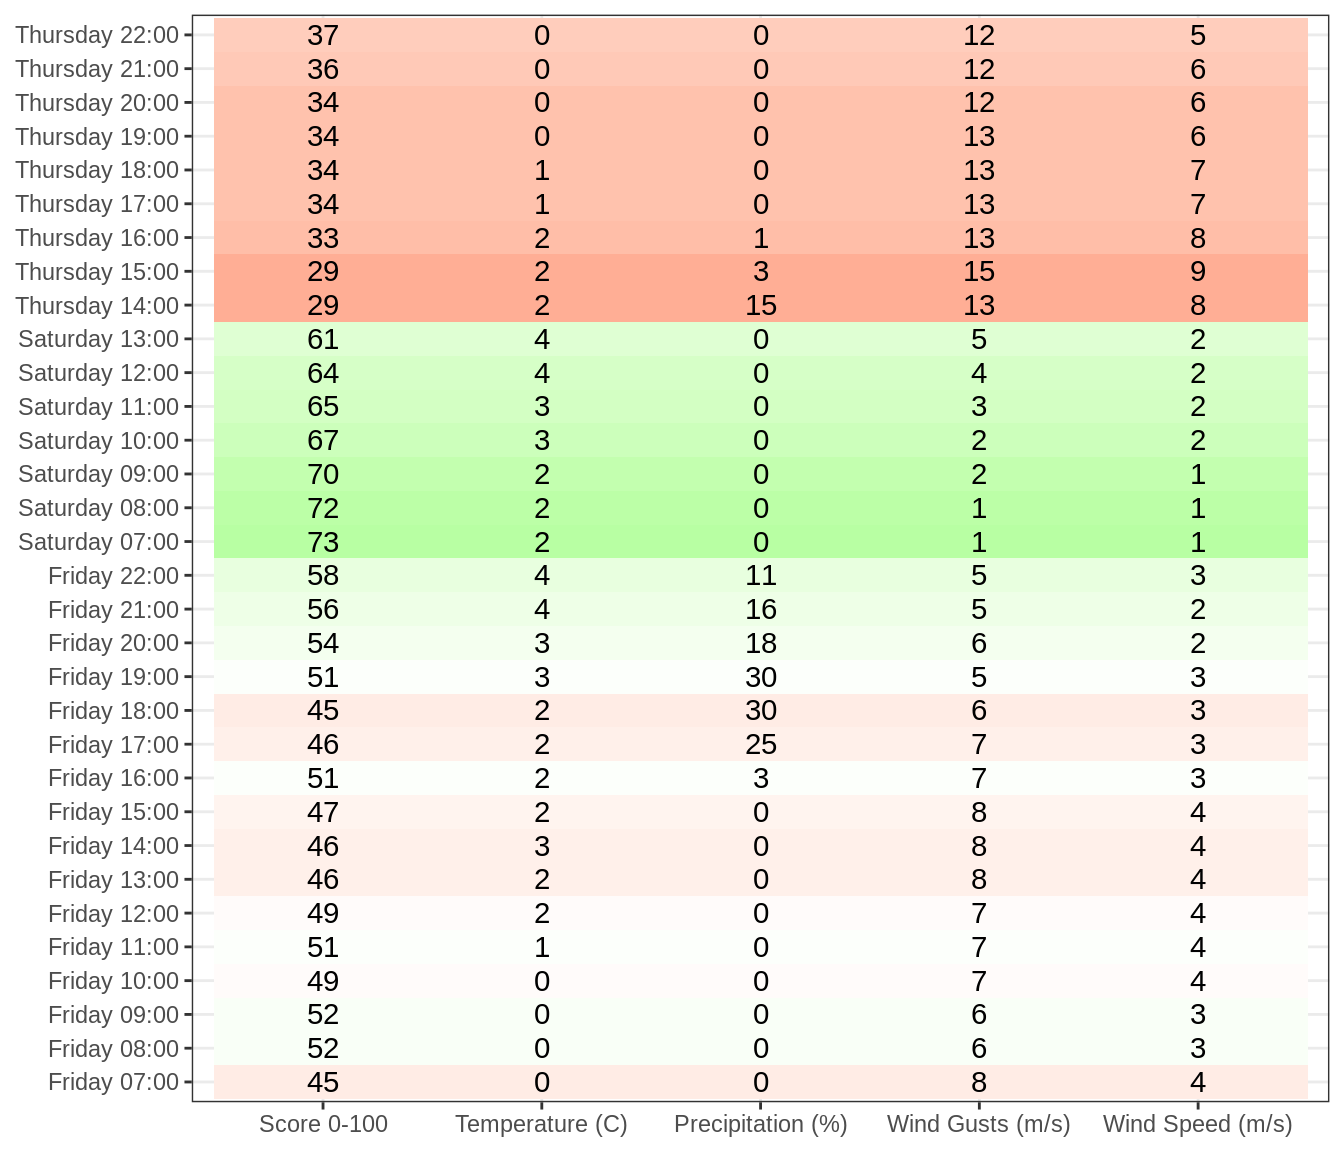 Thursday 22:00 37 0 0 12 5
Thursday 21:00 36 0 0 12 6
Thursday 20:00 34 0 0 12 6
Thursday 19:00 34 0 0 13 6
Thursday 18:00 34 1 0 13 7
Thursday 17:00 34 1 0 13 7
Thursday 16:00 33 2 1 13 8
Thursday 15:00 29 2 3 15 9
Thursday 14:00 29 2 15 13 8
Saturday 13:00 61 4 0 5 2
Saturday 12:00 64 4 0 4 2
Saturday 11:00 65 3 0 3 2
Saturday 10:00 67 3 0 2 2
Saturday 09:00 70 2 0 2 1
Saturday 08:00 72 2 0 1 1
Saturday 07:00 73 2 0 1 1
Friday 22:00 58 4 11 5 3
Friday 21:00 56 4 16 5 2
Friday 20:00 54 3 18 6 2
Friday 19:00 51 3 30 5 3
Friday 18:00 45 2 30 6 3
Friday 17:00 46 2 25 7 3
Friday 16:00 51 2 3 7 3
Friday 15:00 47 2 0 8 4
Friday 14:00 46 3 0 8 4
Friday 13:00 46 2 0 8 4
Friday 12:00 49 2 0 7 4
Friday 11:00 51 1 0 7 4
Friday 10:00 49 0 0 7 4
Friday 09:00 52 0 0 6 3
Friday 08:00 52 0 0 6 3
Friday 07:00 45 0 0 8 4
Score 0-100 Temperature (C) Precipitation (%) Wind Gusts (m/s) Wind Speed (m/s)